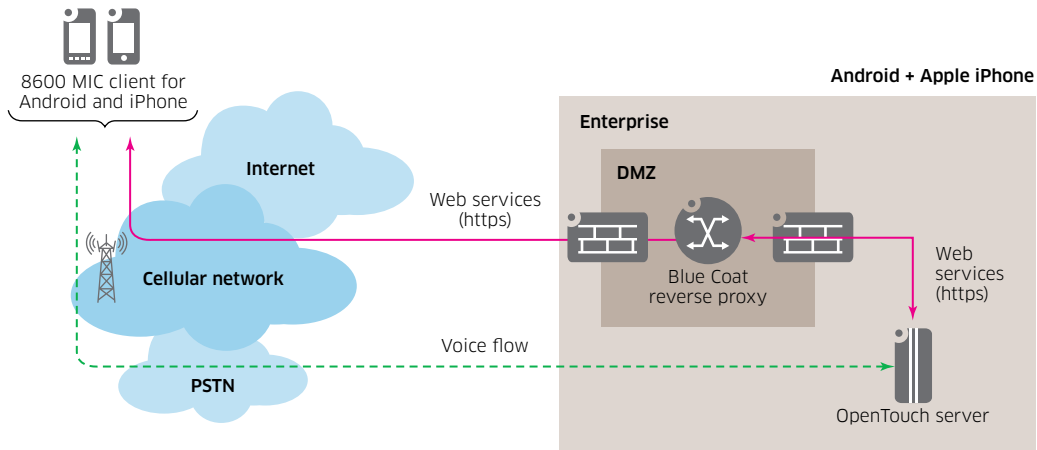 8600 MIC client for
Android and iPhone
Android + Apple iPhone
Enterprise
Internet
DMZ
Web services
(https)
Cellular network
Blue Coat
reverse proxy
Web
services
(https)
Voice flow
PSTN
OpenTouch server